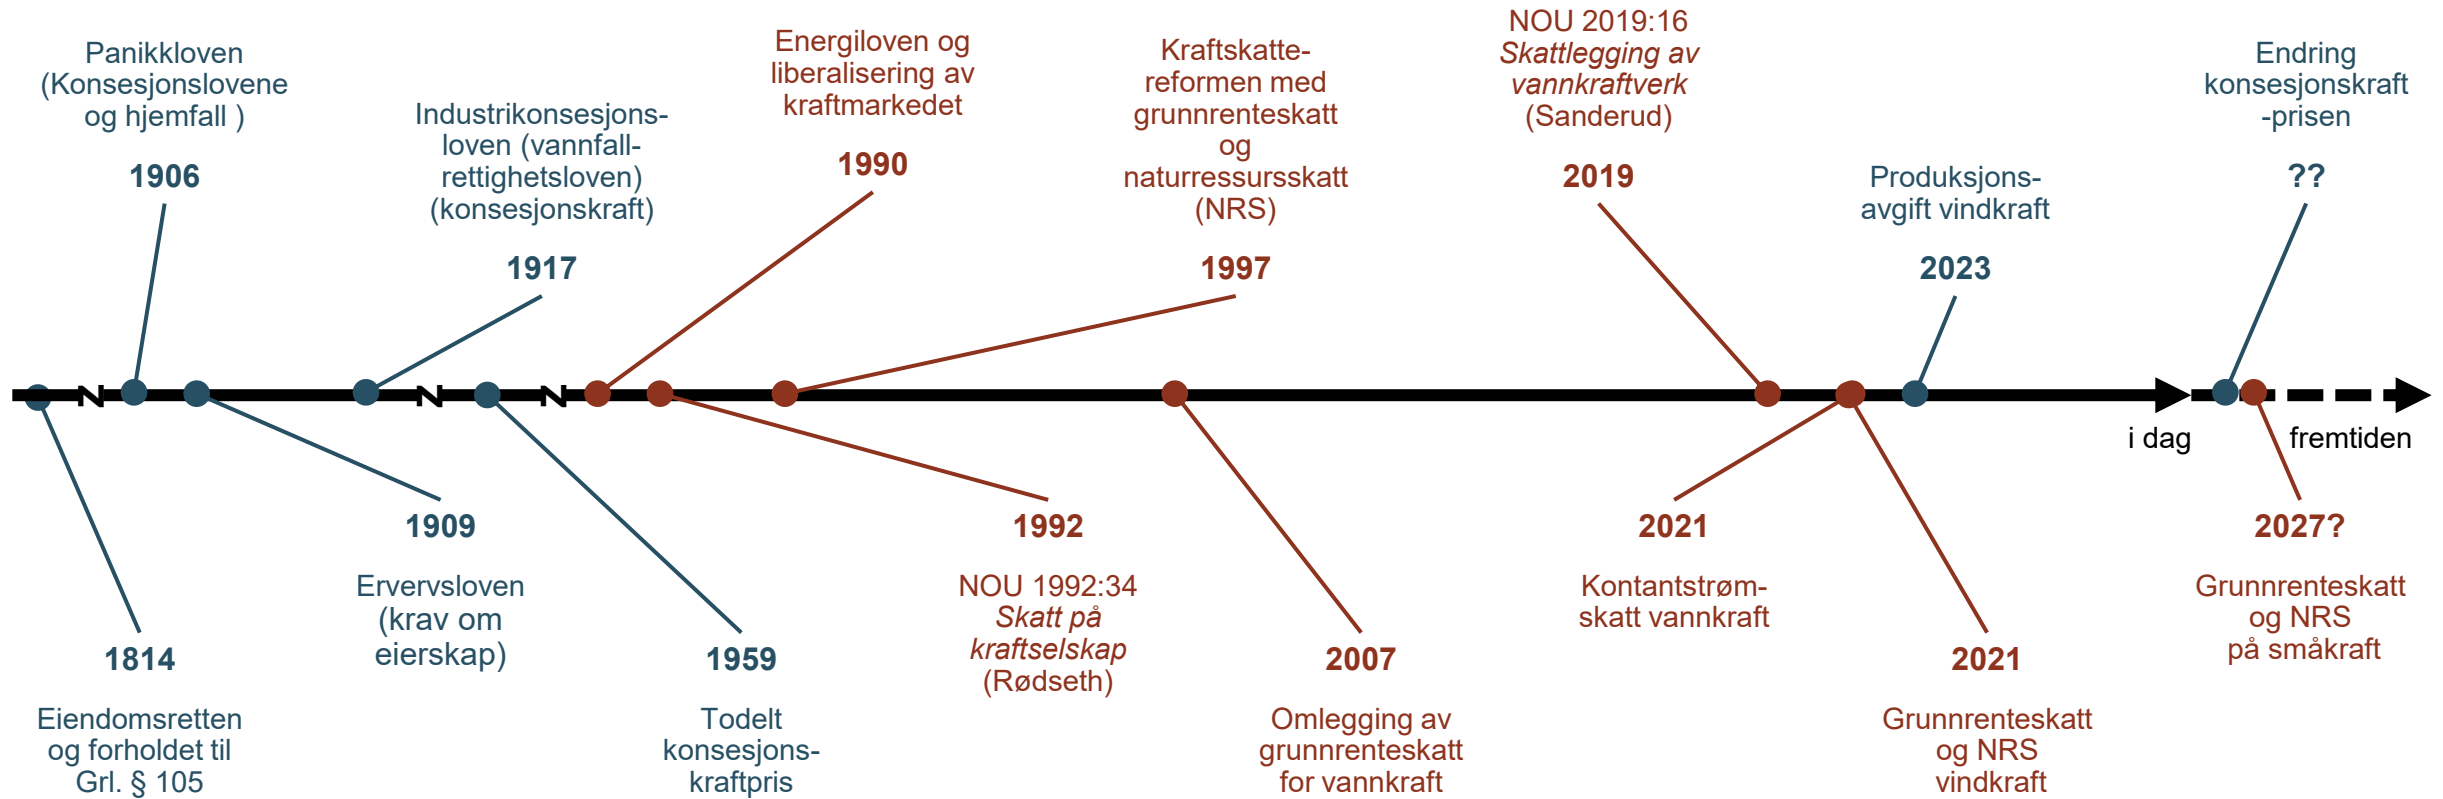 Panikkloven
(Konsesjonslovene
og hjemfall )
1906
Industrikonsesjons-
loven (vannfall-
rettighetsloven)
(konsesjonskraft)
1917
Energiloven og
liberalisering av
kraftmarkedet
1990
Kraftskatte-
reformen med
grunnrenteskatt
og
naturressursskatt
(NRS)
1997
NOU 2019:16
Skattlegging av
vannkraftverk
(Sanderud)
2019
Produksjons-
avgift vindkraft
2023
Endring
konsesjonskraft
-prisen
??
i dag
fremtiden
1814
Eiendomsretten
og forholdet til
Grl. § 105
1909
Ervervsloven
(krav om
eierskap)
1959
Todelt
konsesjons-
kraftpris
1992
NOU 1992:34
Skatt på
kraftselskap
(Rødseth)
2007
Omlegging av
grunnrenteskatt
for vannkraft
2021
Kontantstrøm-
skatt vannkraft
2021
Grunnrenteskatt
og NRS
vindkraft
2027?
Grunnrenteskatt
og NRS
på småkraft